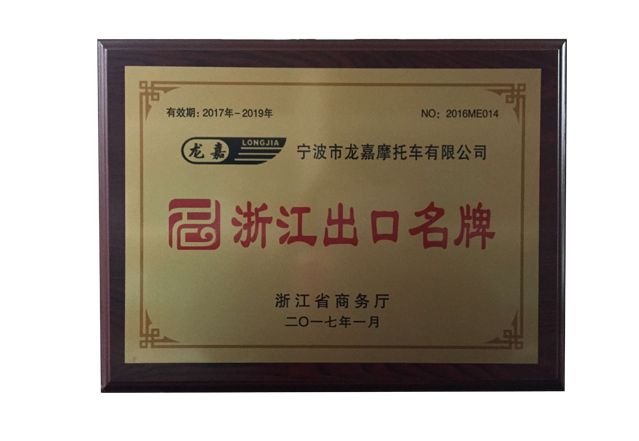 有效期：2017年-2019年 NO：2016ME014
龙嘉 LONGJIA 宁波市龙嘉摩托车有限公司
浙江出口名牌
浙江省商务厅
二〇一七年一月